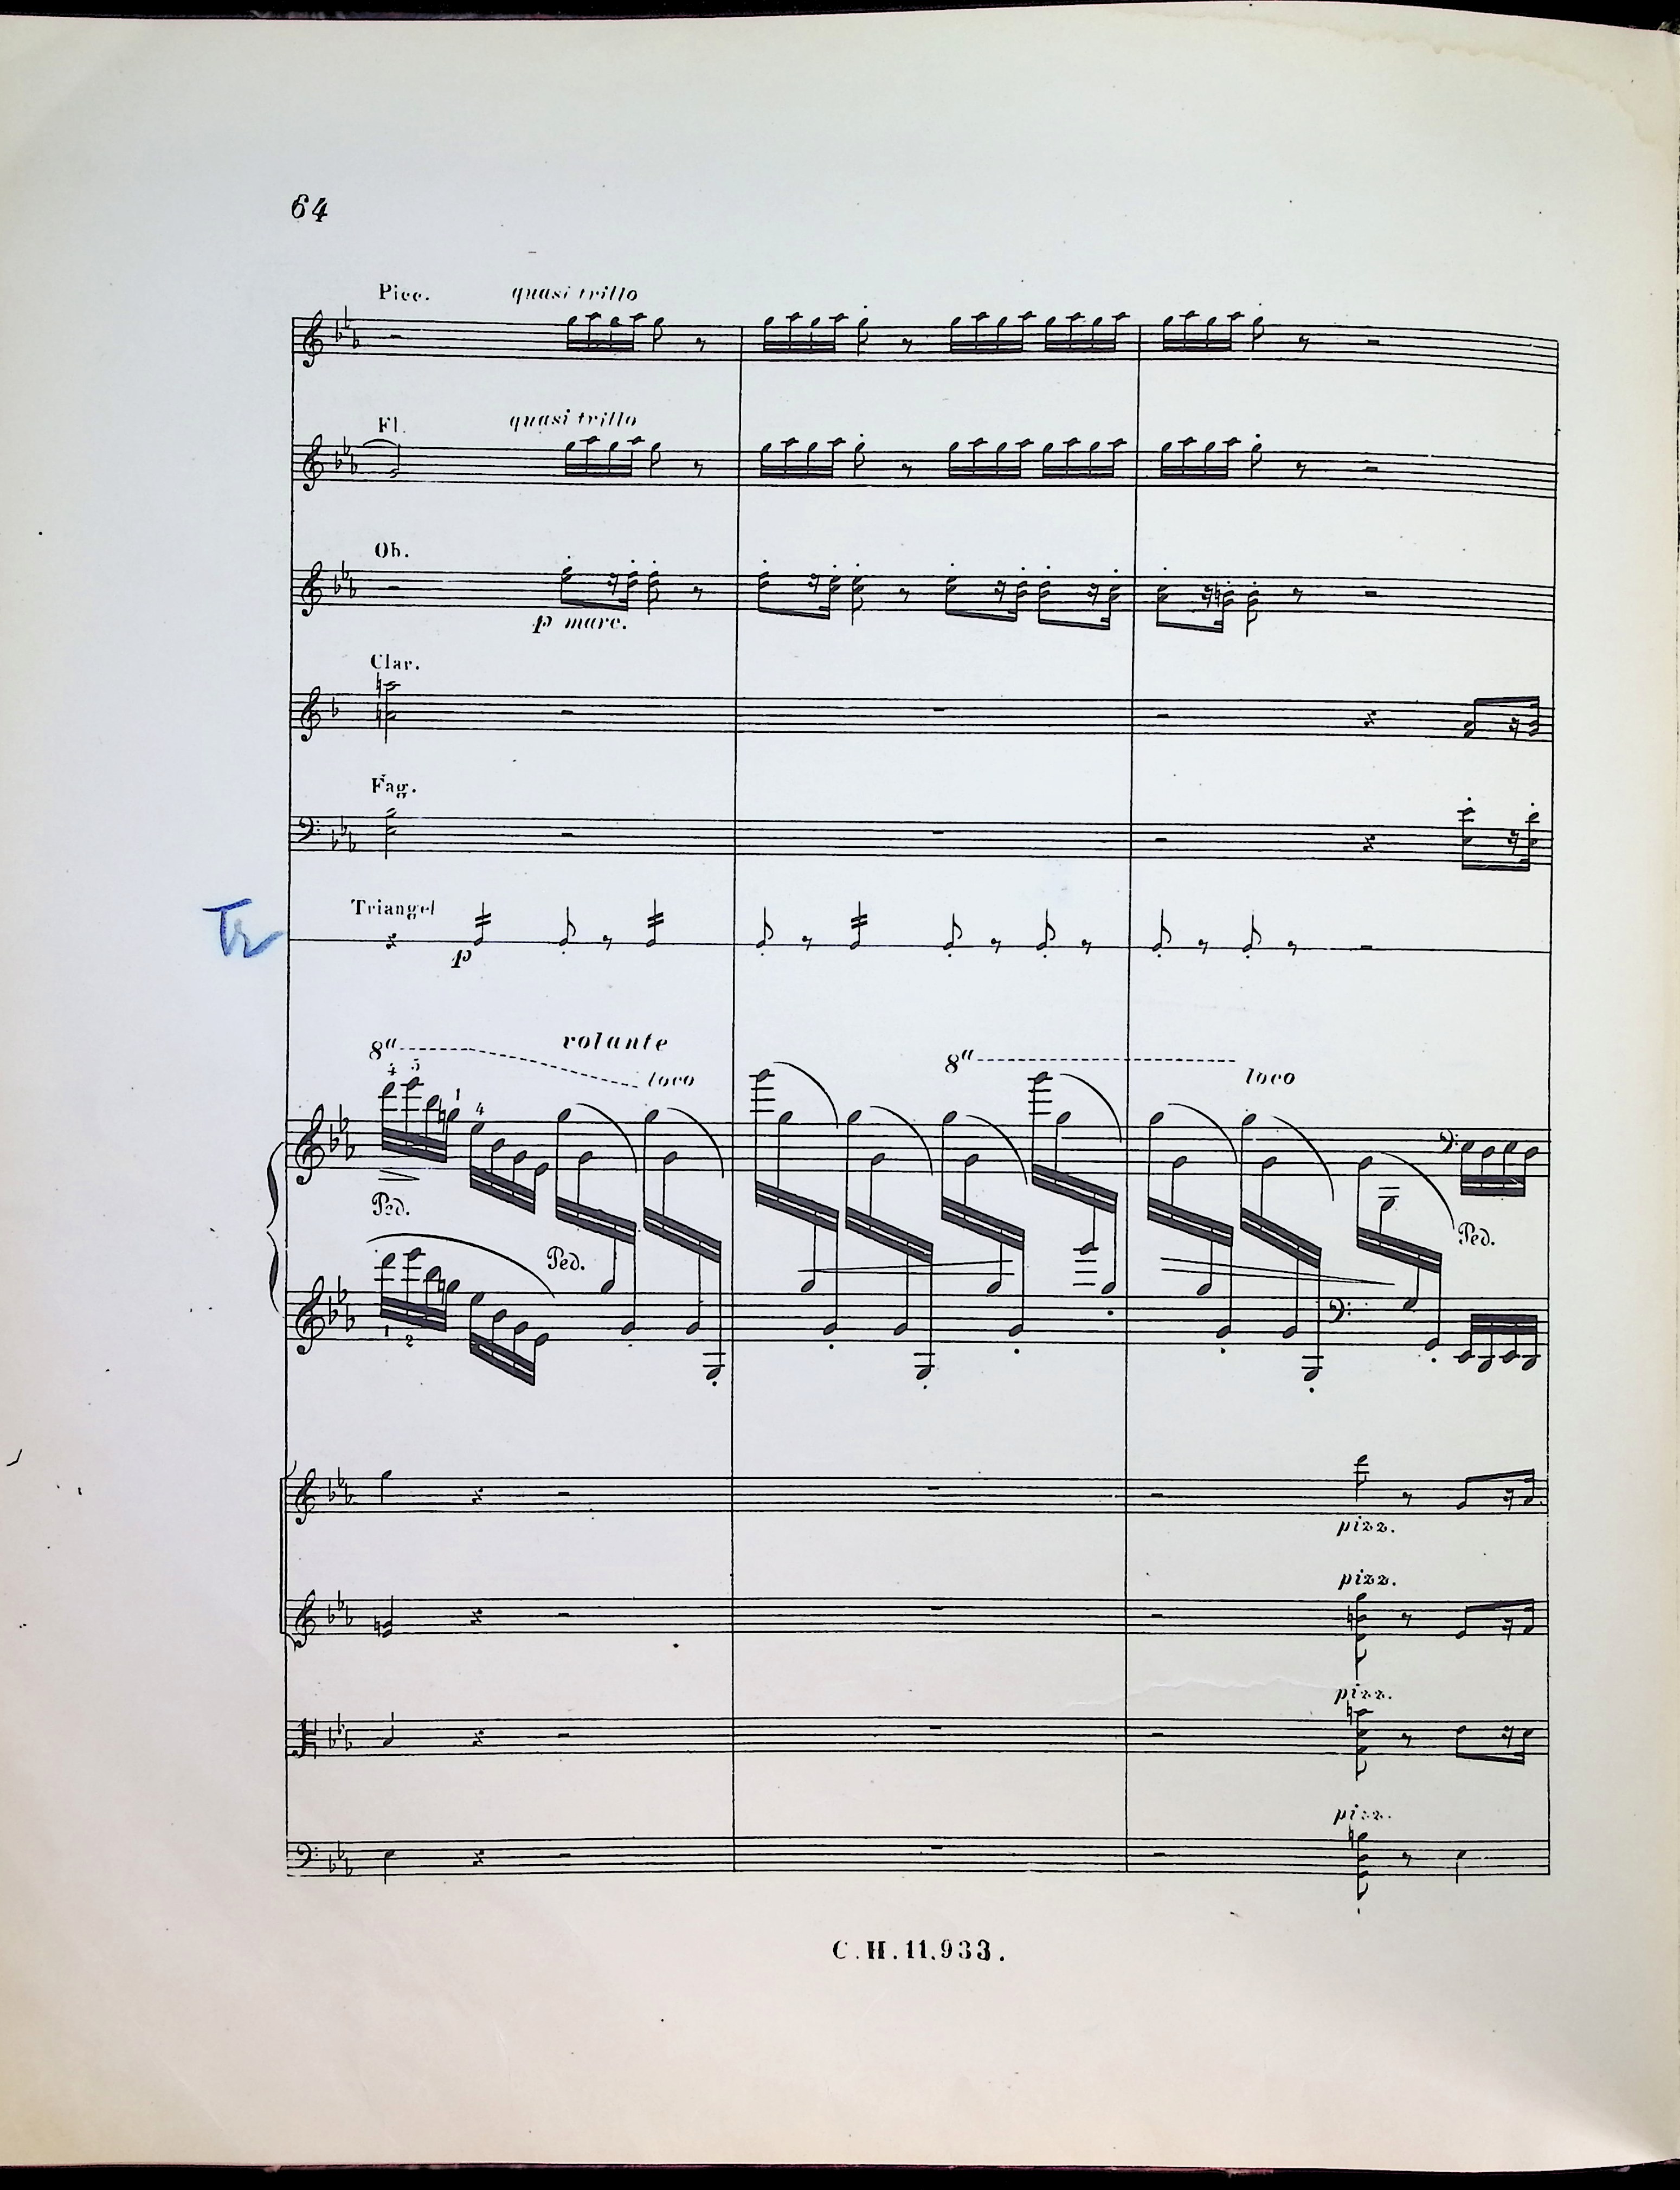 64
Picc. quasi trillo
Fl. quasi trillo
Ob.
p marc.
Clar.
Fag.
Tr
Triangel
p
8a volante
4 5 1 4 loco
8a loco
Ped.
Ped.
Ped.
1 2
pizz.
pizz.
pizz.
pizz.
C.H.11.933.